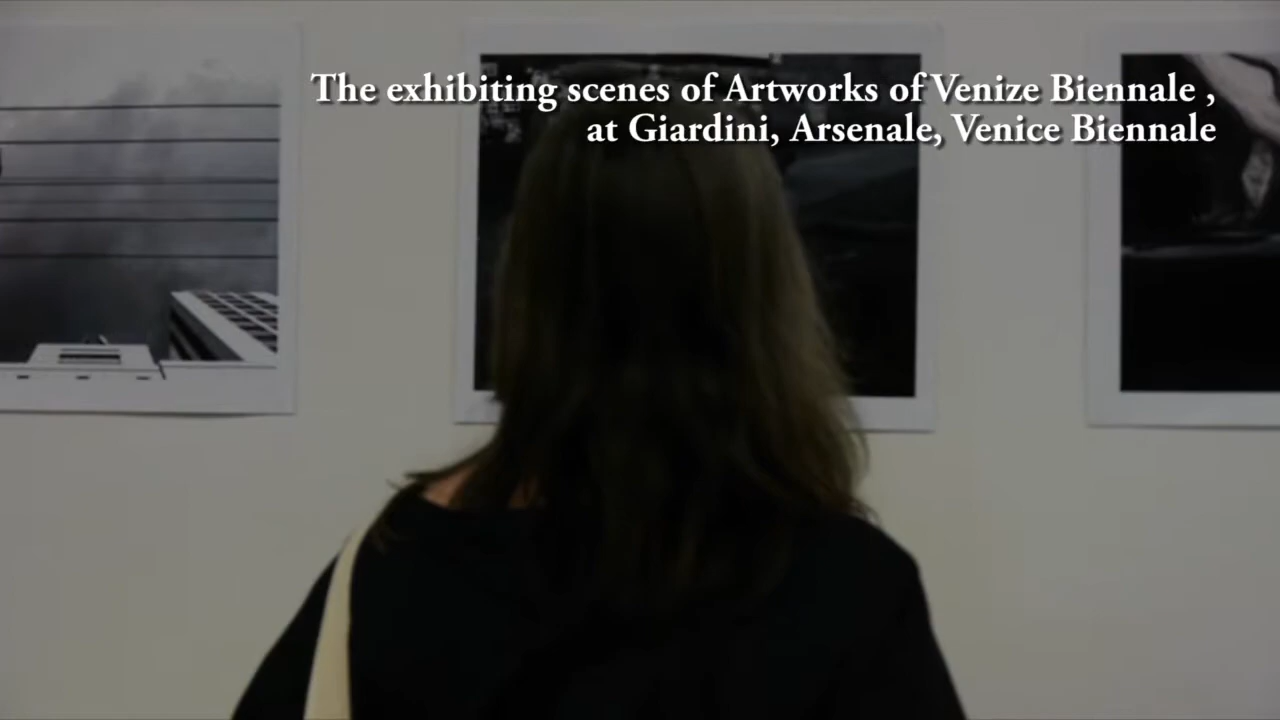 The exhibiting scenes of Artworks of Venize Biennale ,
at Giardini, Arsenale, Venice Biennale